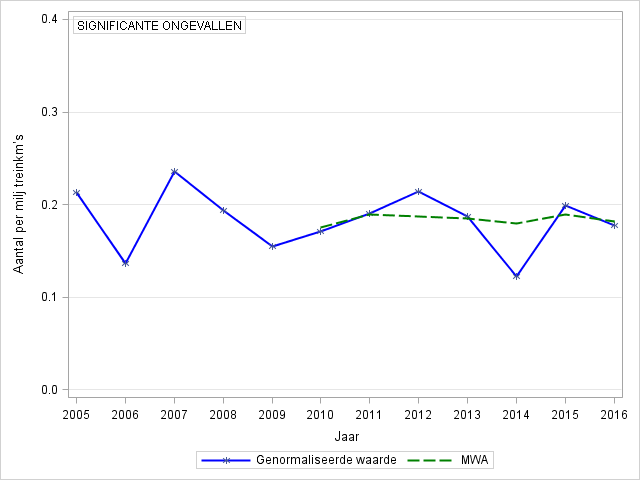 SIGNIFICANTE ONGEVALLEN
Aantal per milj treinkm's
0.4
0.3
0.2
0.1
0.0
2005 2006 2007 2008 2009 2010 2011 2012 2013 2014 2015 2016
Jaar
Genormaliseerde waarde MWA